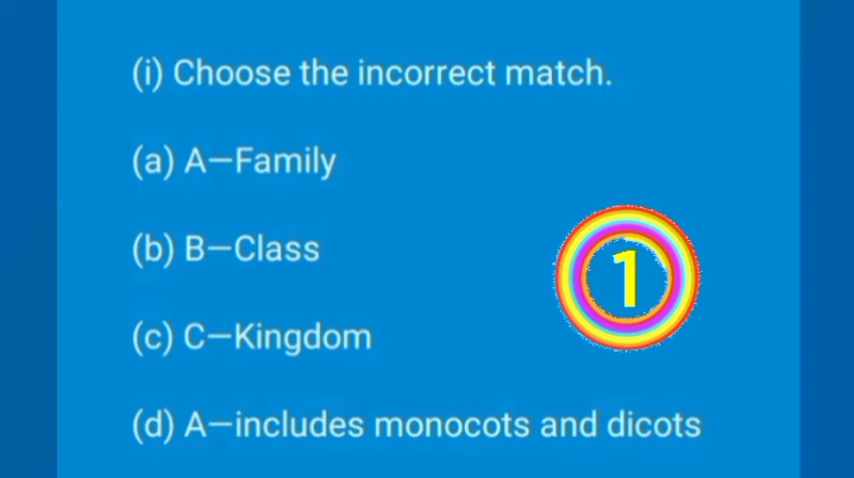 (i) Choose the incorrect match.
(a) A—Family
(b) B—Class
(c) C—Kingdom
1
(d) A—includes monocots and dicots